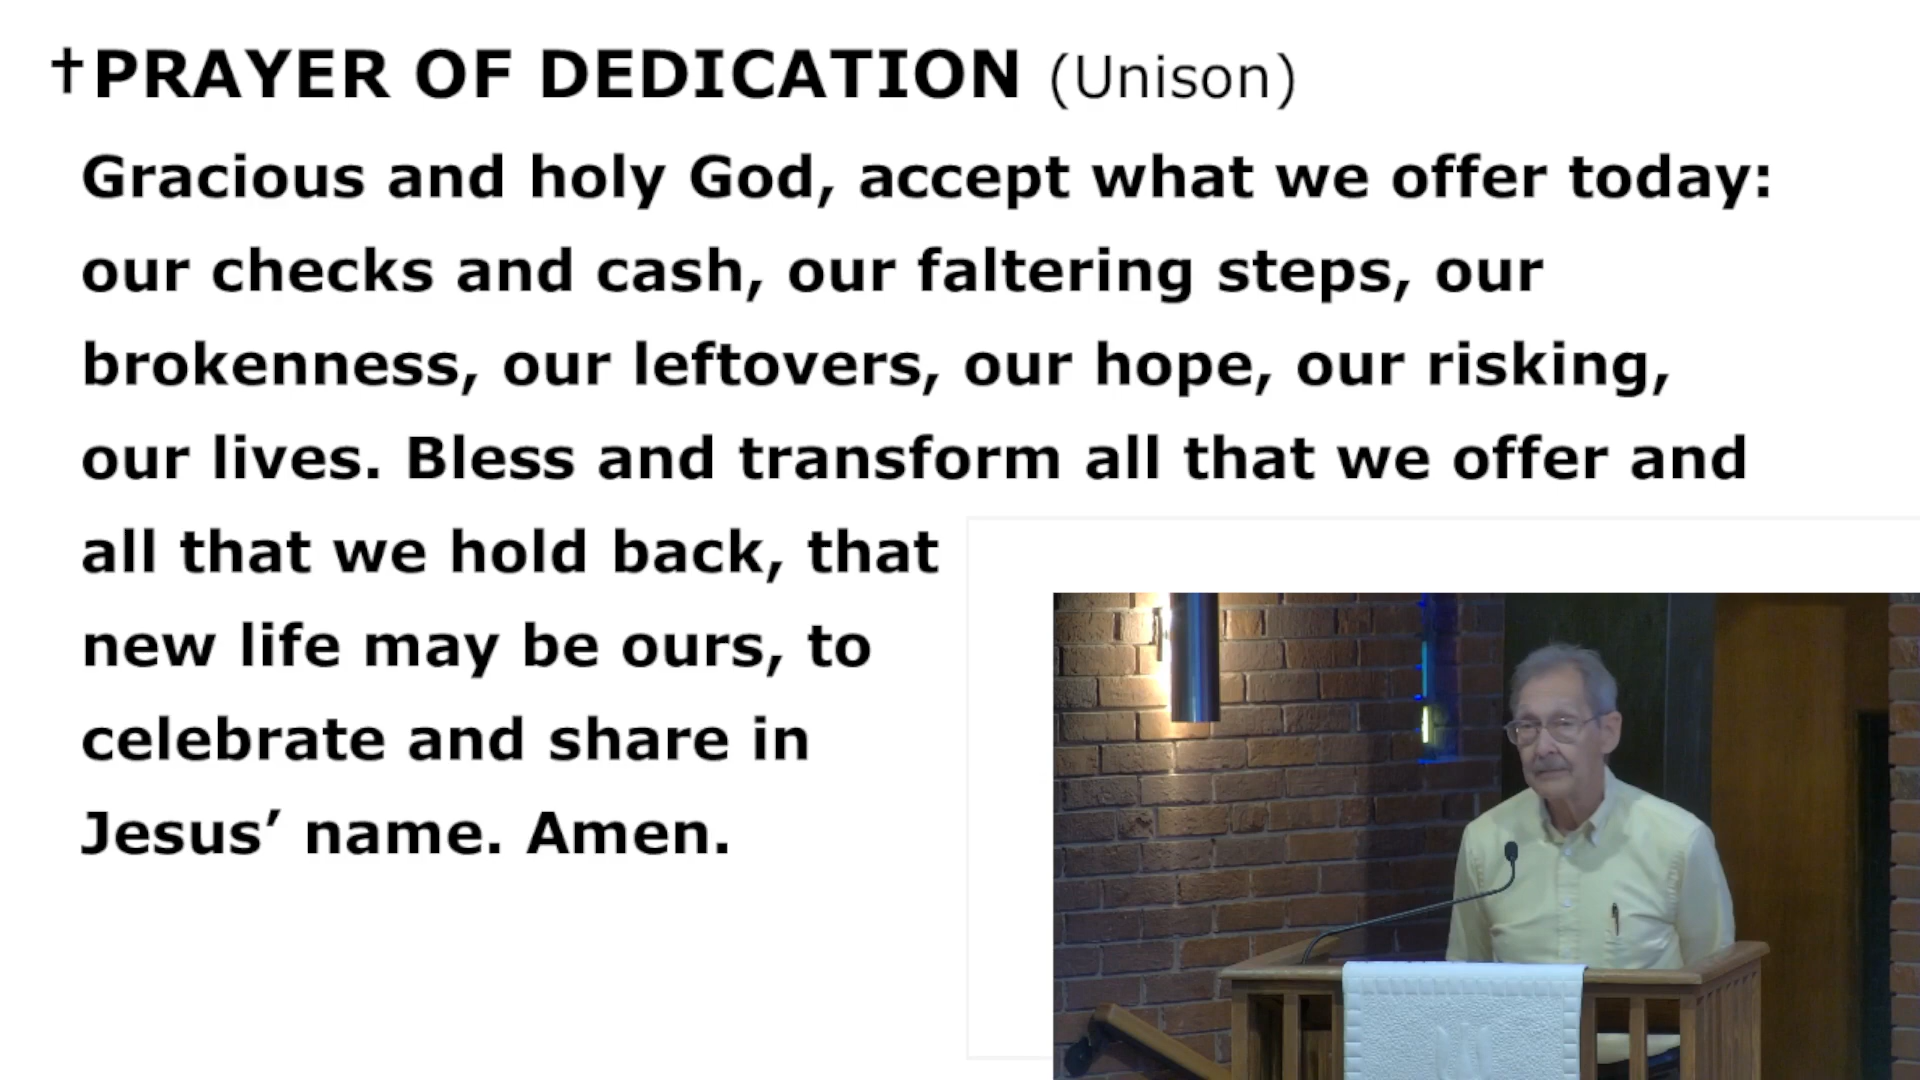 †PRAYER OF DEDICATION (Unison)
Gracious and holy God, accept what we offer today:
our checks and cash, our faltering steps, our
brokenness, our leftovers, our hope, our risking,
our lives. Bless and transform all that we offer and
all that we hold back, that
new life may be ours, to
celebrate and share in
Jesus’ name. Amen.